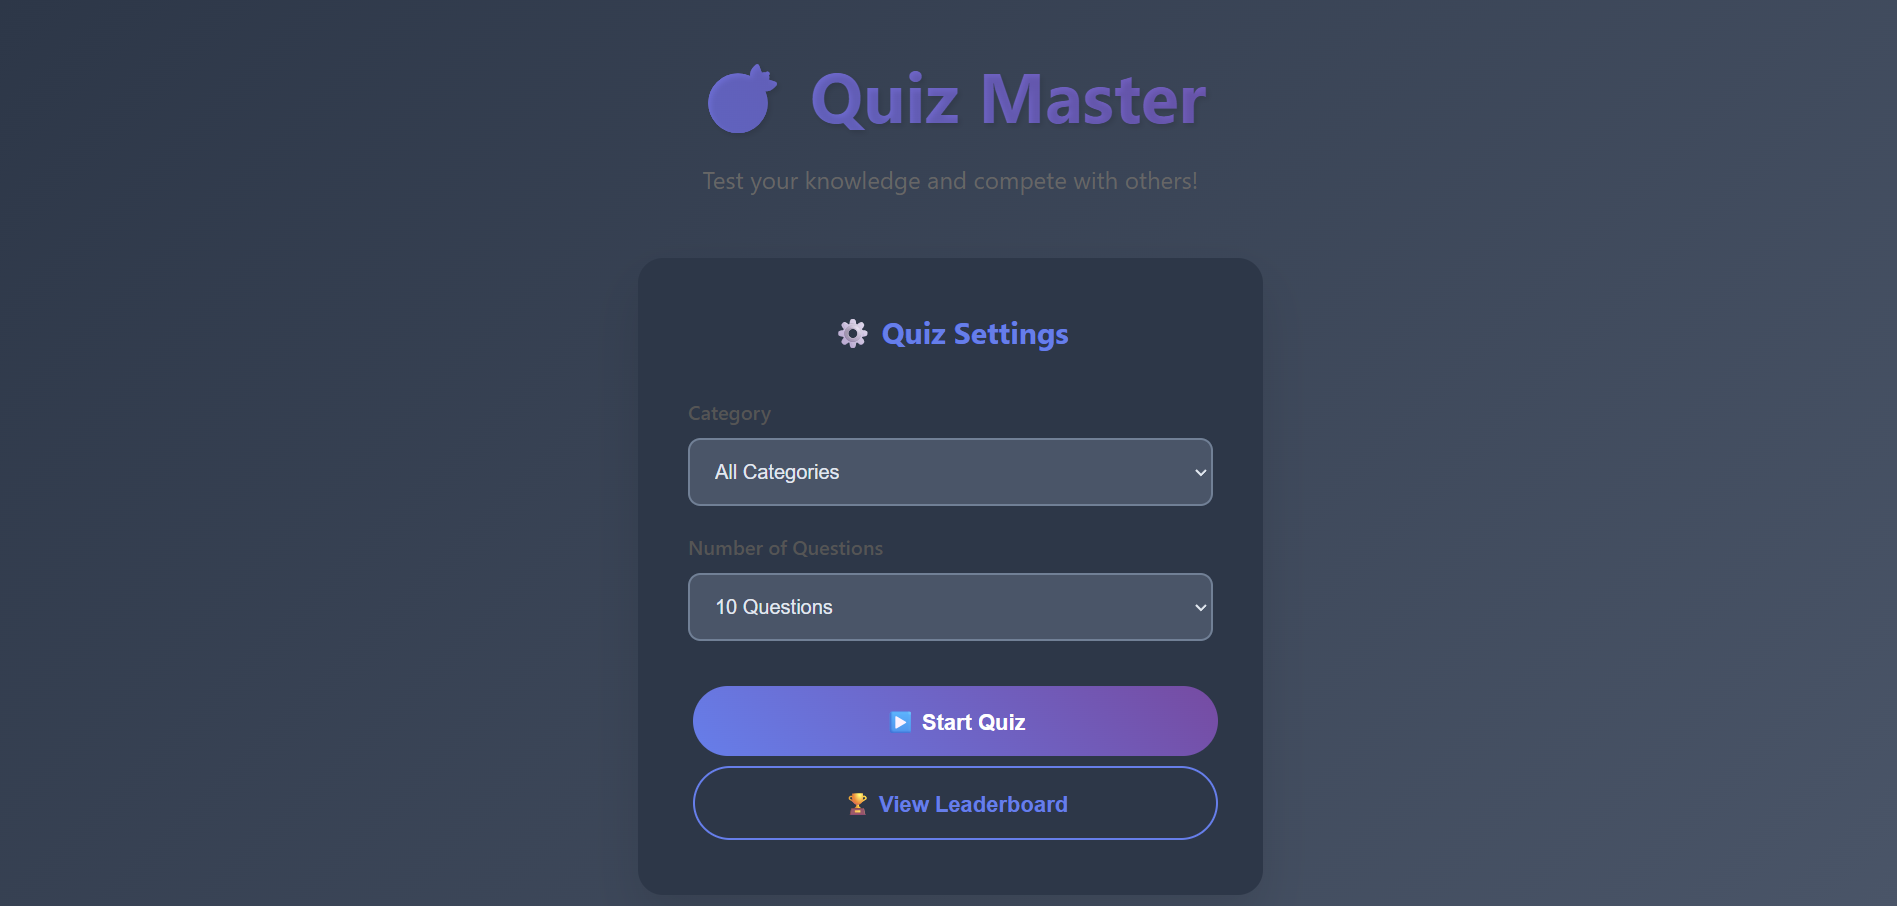 Quiz Master
Test your knowledge and compete with others!
Quiz Settings
Category
All Categories
Number of Questions
10 Questions
Start Quiz
View Leaderboard